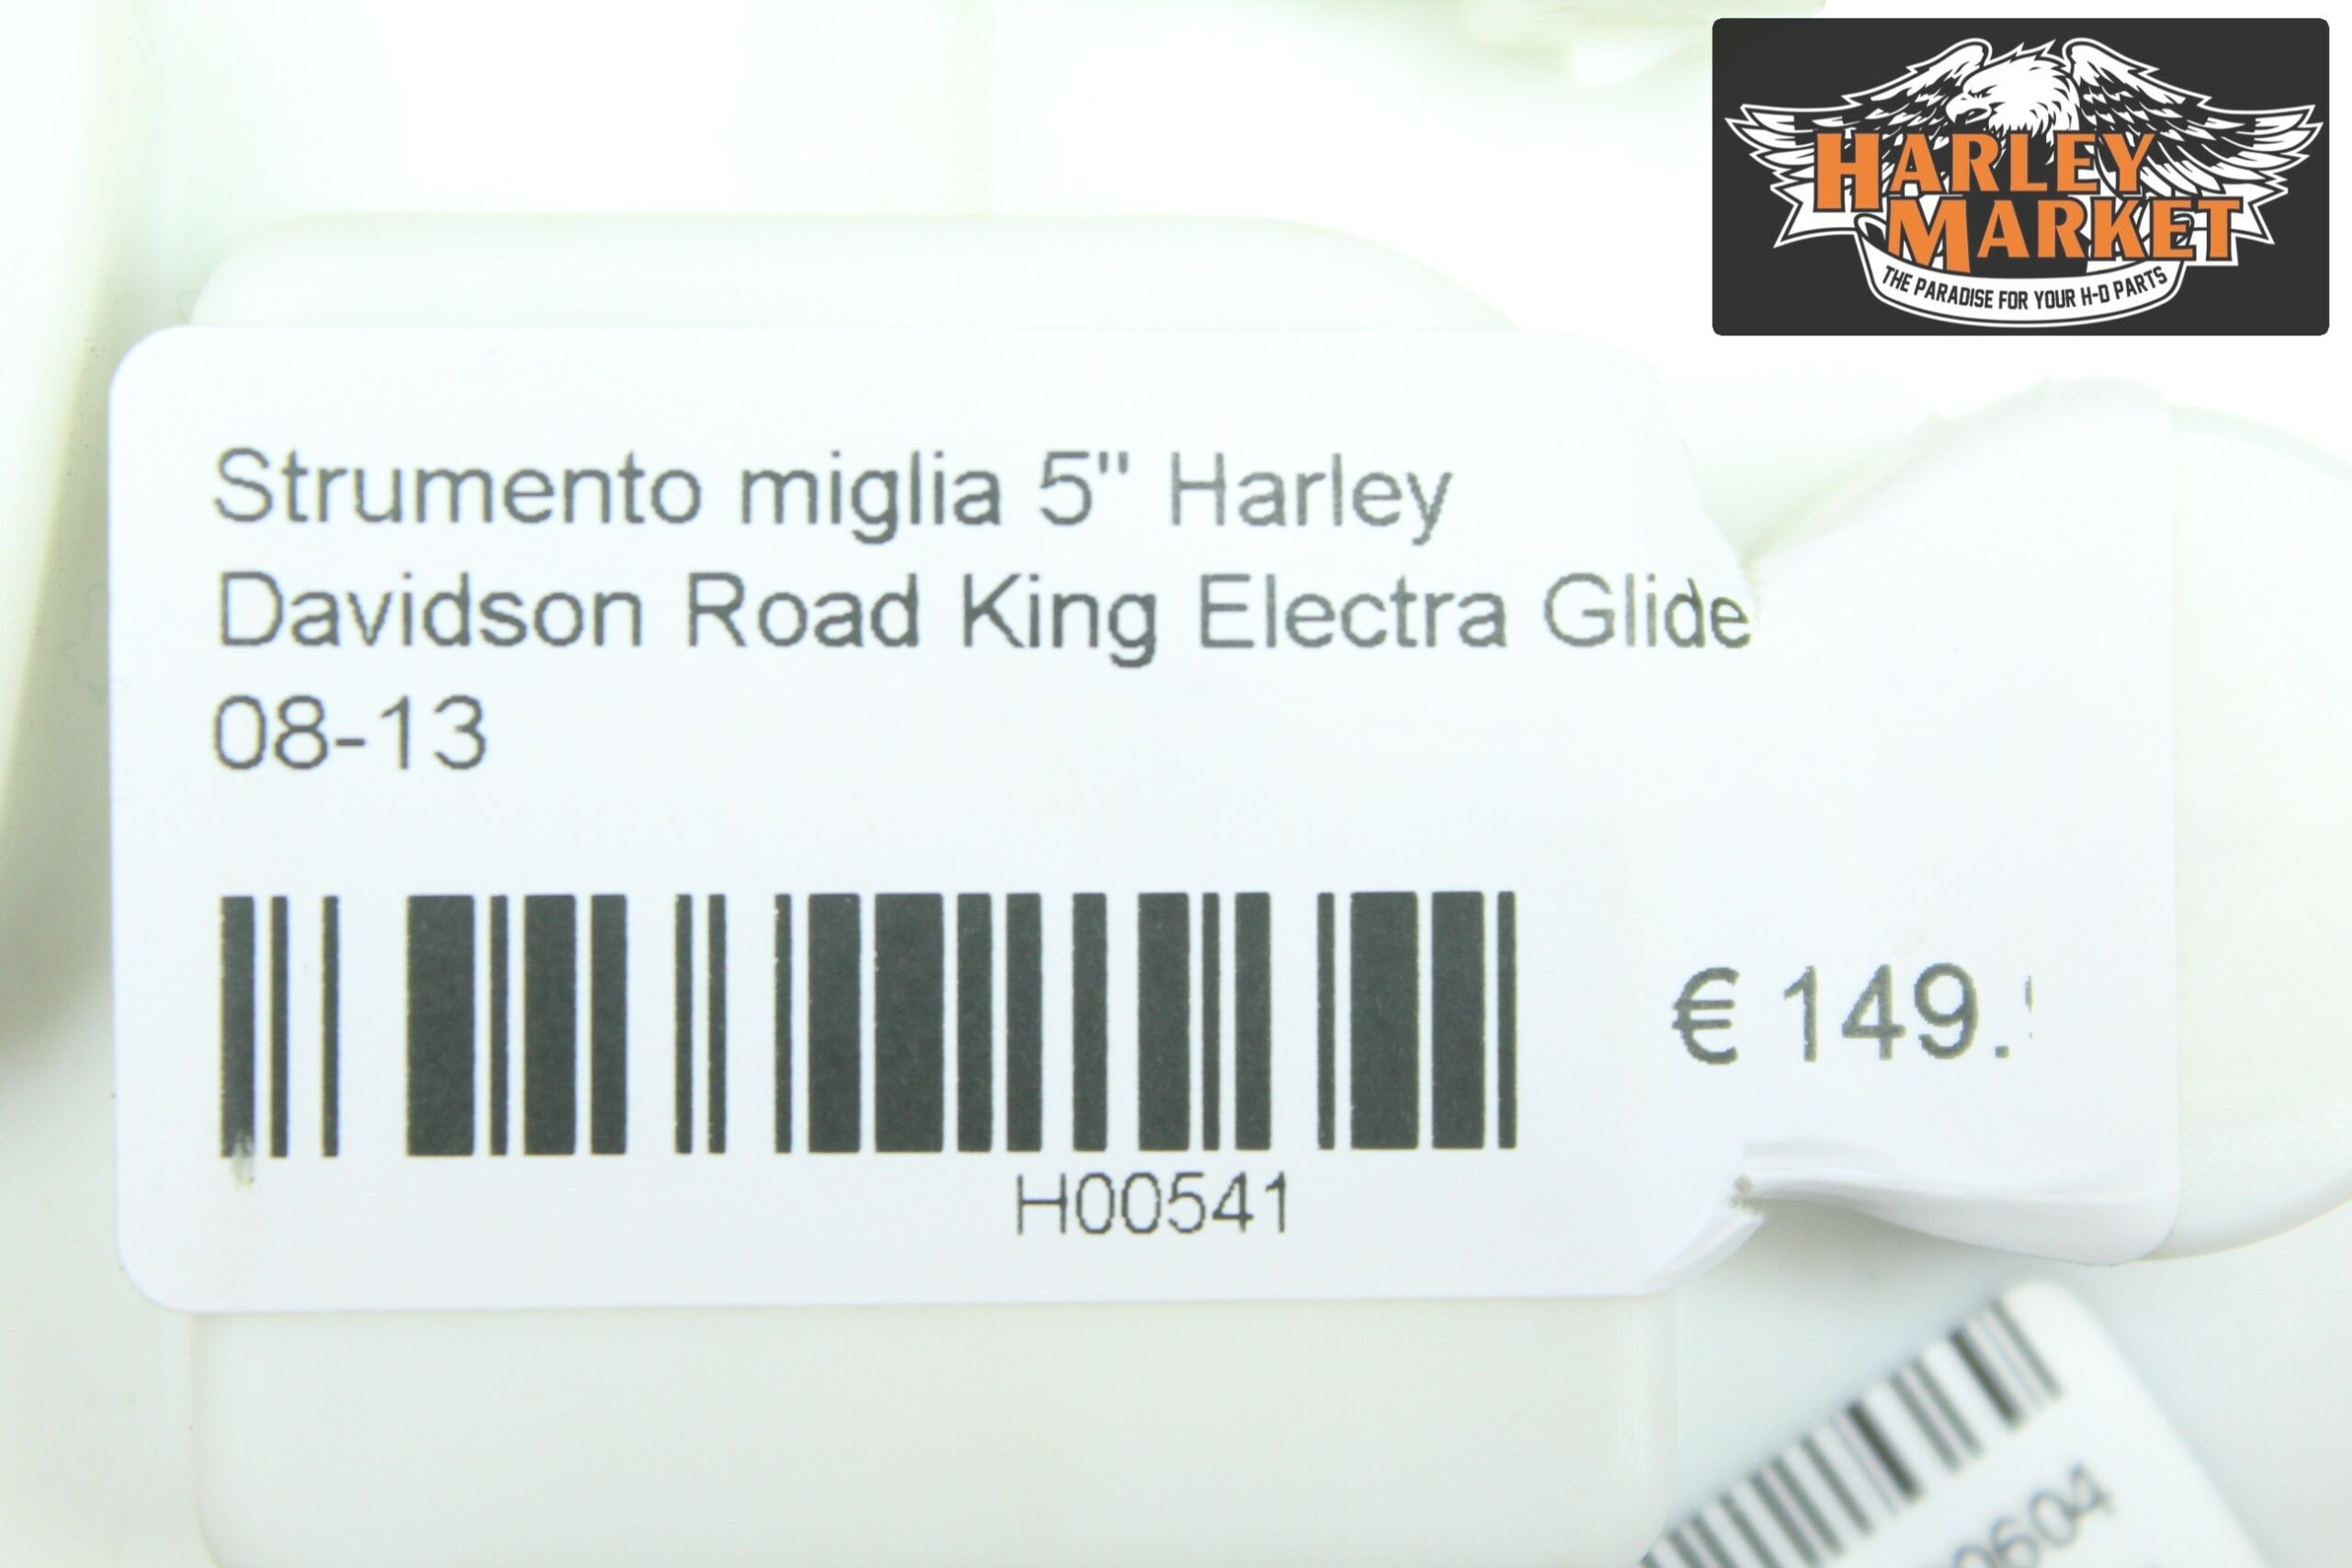 HARLEY
MARKET
THE PARADISE FOR YOUR H-D PARTS
Strumento miglia 5" Harley
Davidson Road King Electra Glide
08-13
€ 149.
H00541
0604